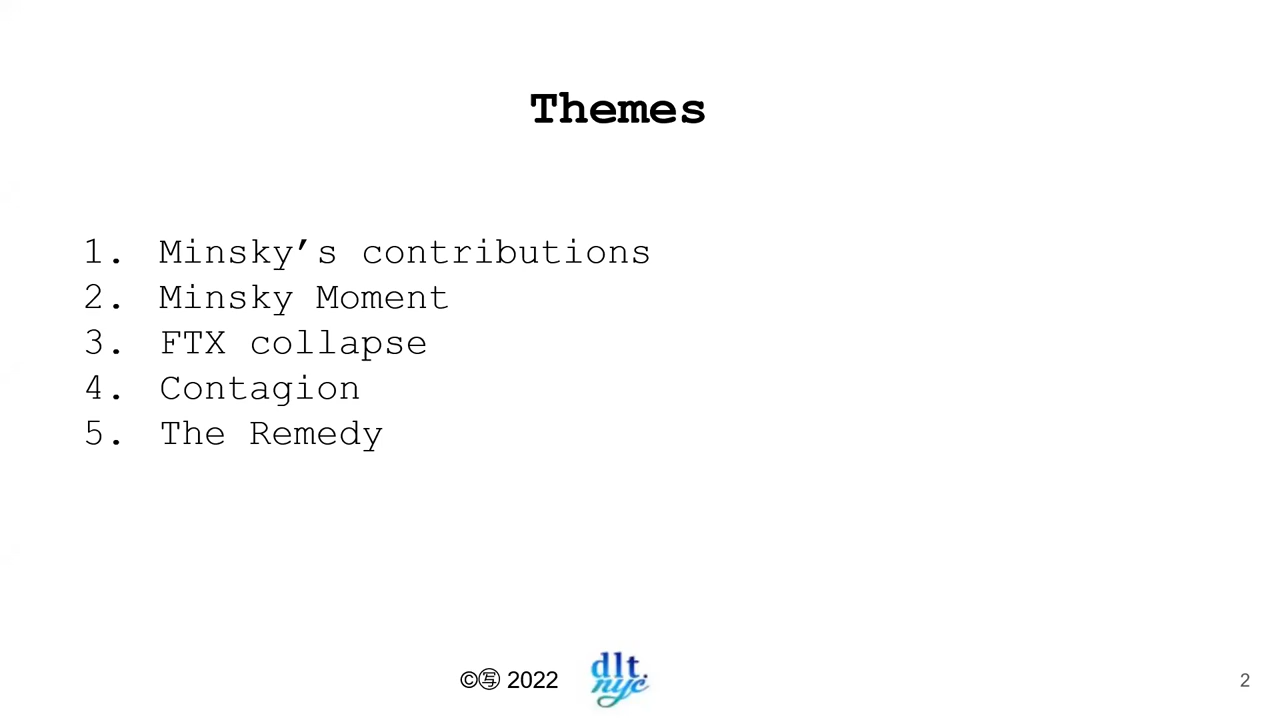 Themes
1. Minsky’s contributions
2. Minsky Moment
3. FTX collapse
4. Contagion
5. The Remedy
©㊢ 2022
dlt.
nyc
2